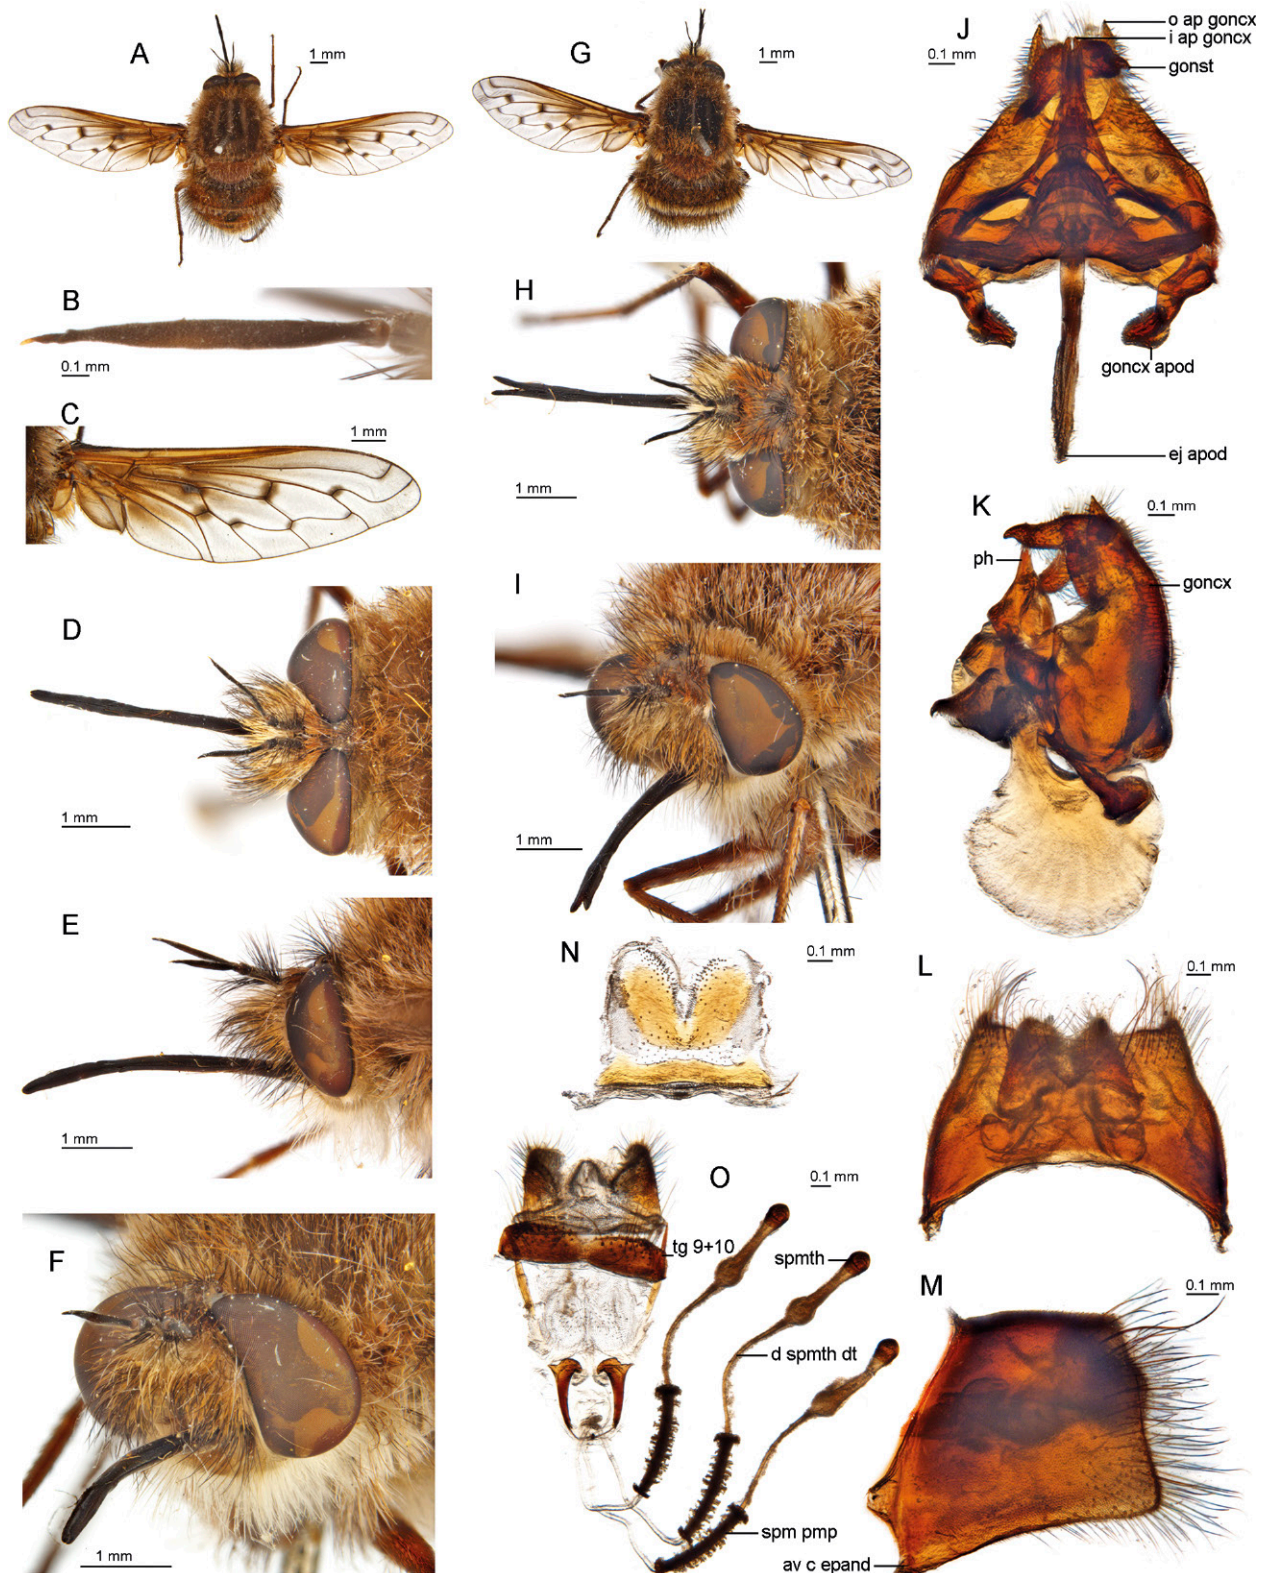 A
1 mm
G
1 mm
J
0.1 mm
o ap goncx
i ap goncx
gonst
goncx apod
ej apod
B
0.1 mm
C
1 mm
H
1 mm
K
0.1 mm
ph
goncx
D
1 mm
I
1 mm
E
1 mm
N
0.1 mm
L
0.1 mm
O
0.1 mm
tg 9+10
spmth
d spmth dt
spm pmp
F
1 mm
M
0.1 mm
av c epand